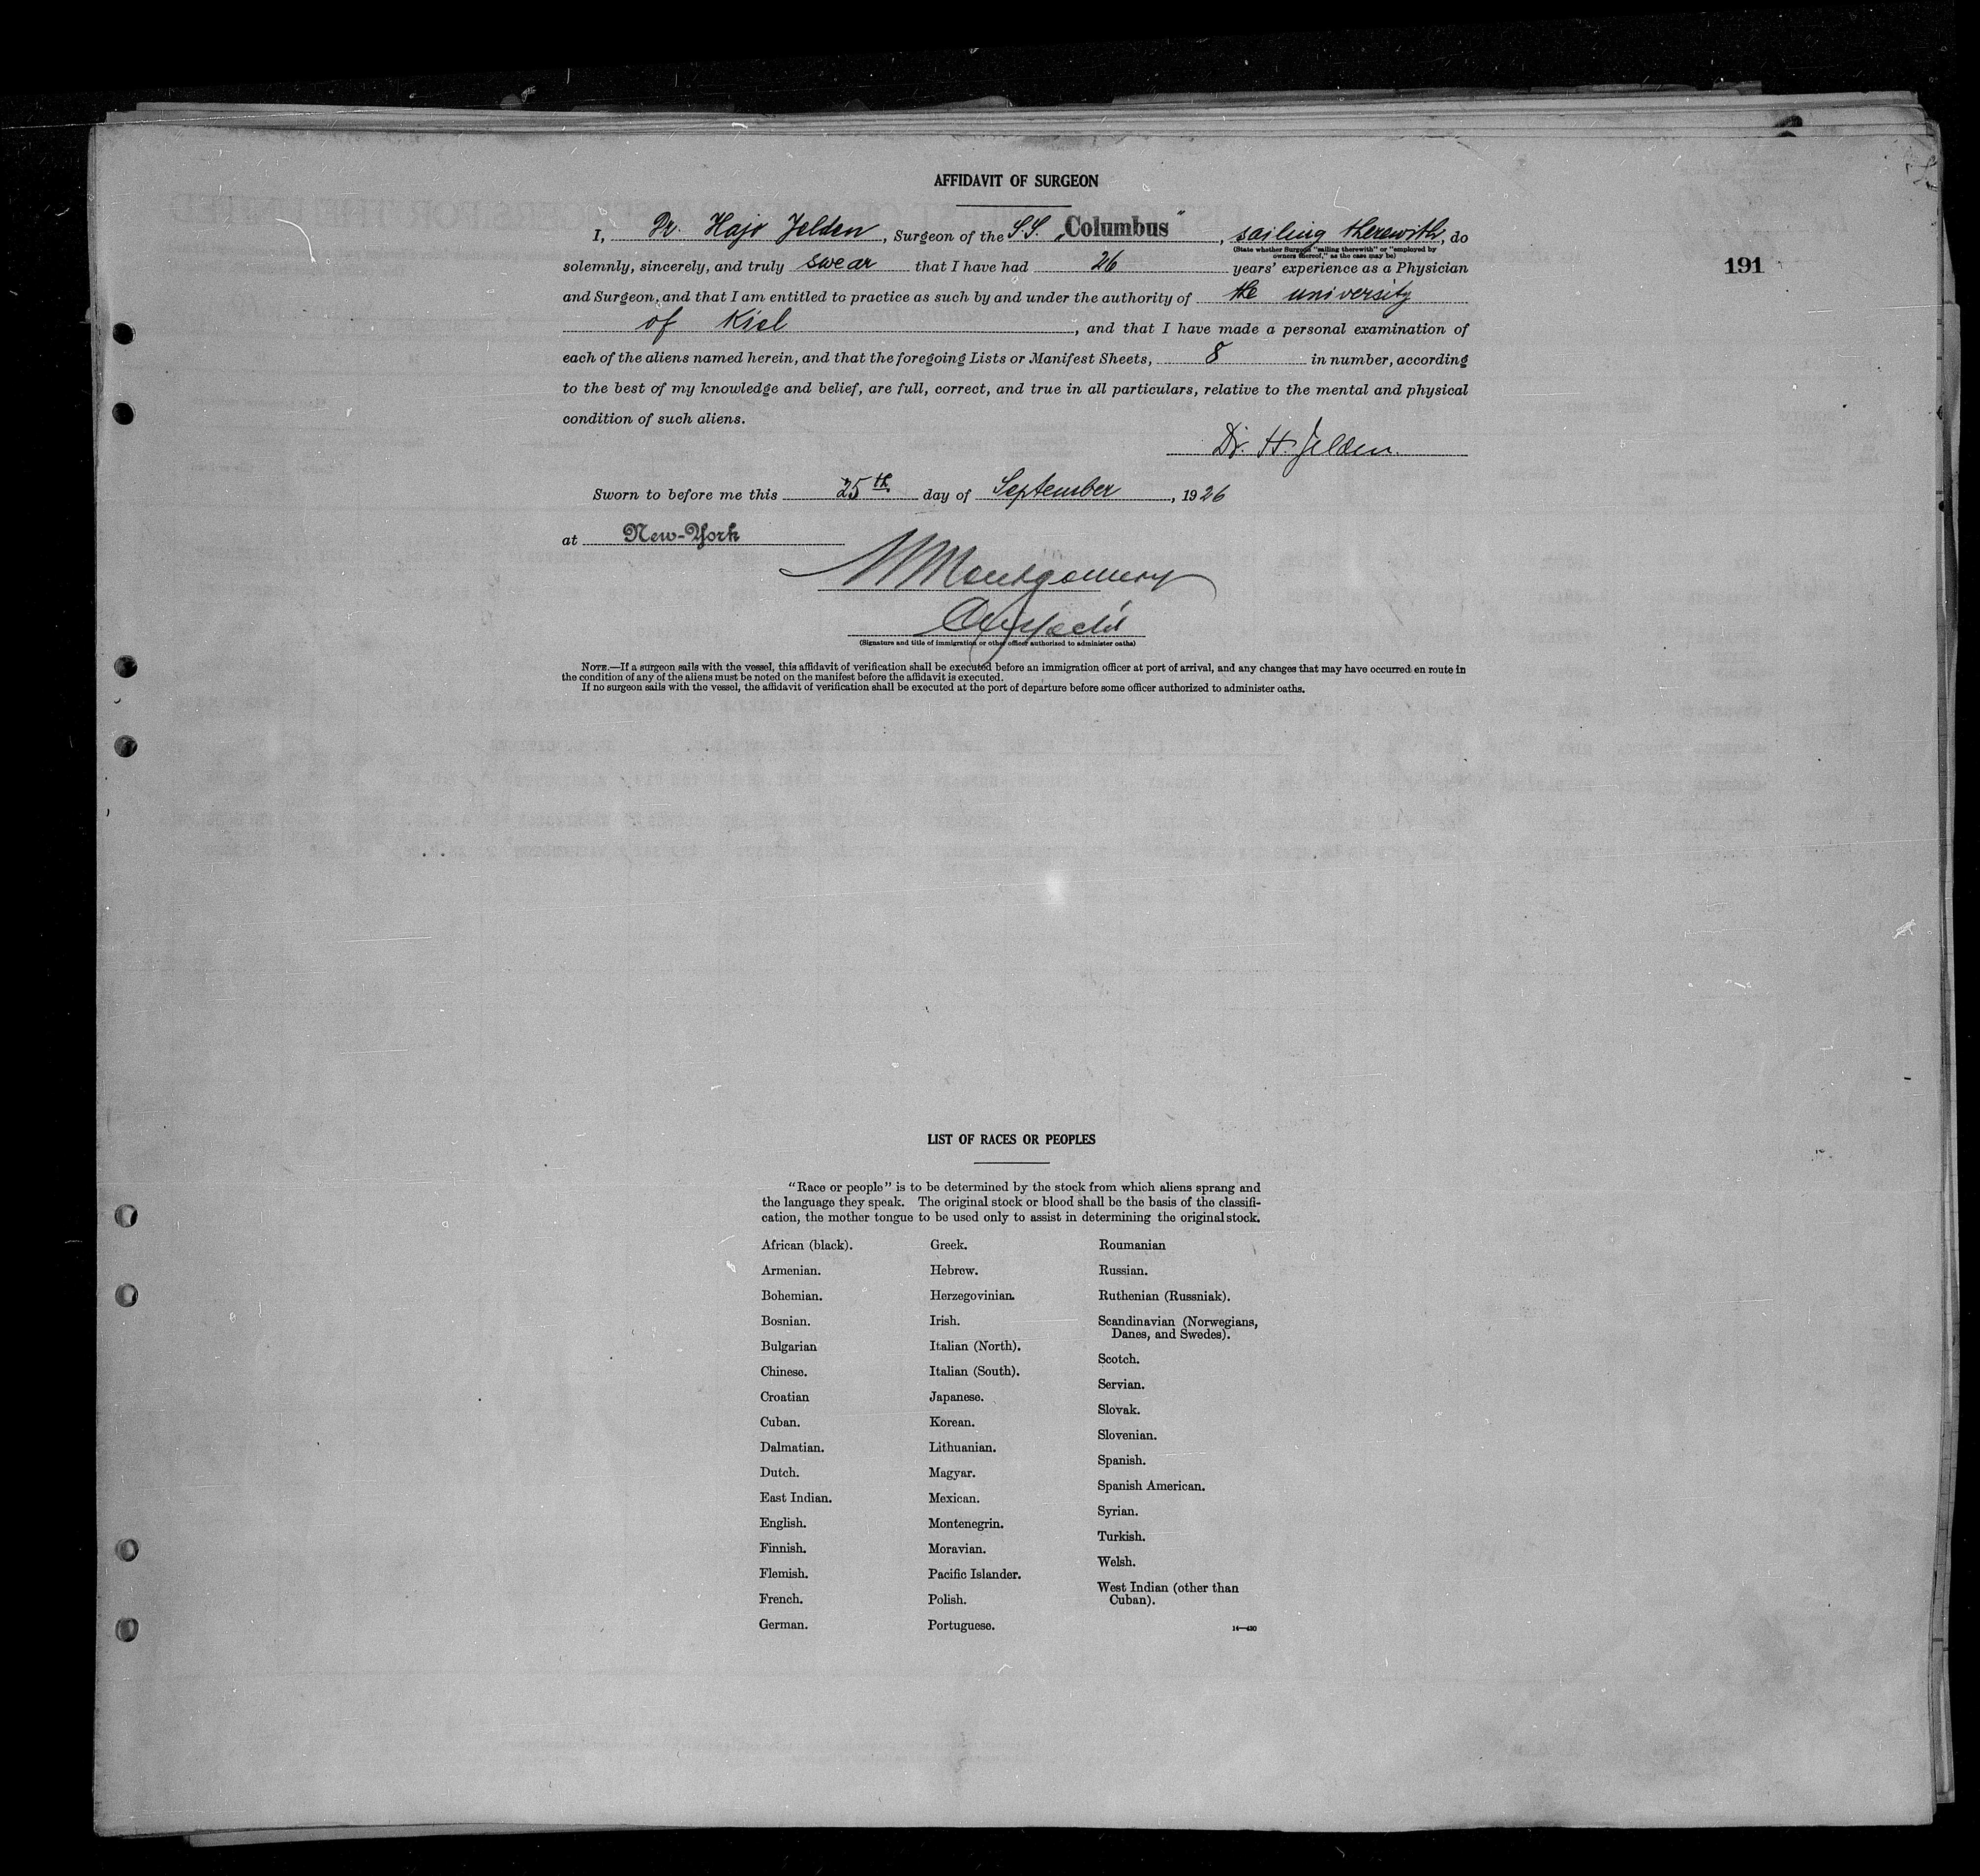 AFFIDAVIT OF SURGEON
I, Dr. Hajo Jelden, Surgeon of the S.S. „Columbus", sailing therewith, do
(State whether Surgeon "sailing therewith" or "employed by
owners thereof," as the case may be)
solemnly, sincerely, and truly swear that I have had 26 years' experience as a Physician
191
and Surgeon, and that I am entitled to practice as such by and under the authority of the university
of Kiel, and that I have made a personal examination of
each of the aliens named herein, and that the foregoing Lists or Manifest Sheets, 8 in number, according
to the best of my knowledge and belief, are full, correct, and true in all particulars, relative to the mental and physical
condition of such aliens.
Dr. H. Jelden.
Sworn to before me this 25th day of September, 1926
at New-York
Montgomery
(Signature and title of immigration or other officer authorized to administer oaths)
NOTE.—If a surgeon sails with the vessel, this affidavit of verification shall be executed before an immigration officer at port of arrival, and any changes that may have occurred en route in
the condition of any of the aliens must be noted on the manifest before the affidavit is executed.
If no surgeon sails with the vessel, the affidavit of verification shall be executed at the port of departure before some officer authorized to administer oaths.
LIST OF RACES OR PEOPLES
"Race or people" is to be determined by the stock from which aliens sprang and
the language they speak. The original stock or blood shall be the basis of the classifi-
cation, the mother tongue to be used only to assist in determining the original stock.
African (black).
Armenian.
Bohemian.
Bosnian.
Bulgarian
Chinese.
Croatian
Cuban.
Dalmatian.
Dutch.
East Indian.
English.
Finnish.
Flemish.
French.
German.
Greek.
Hebrew.
Herzegovinian.
Irish.
Italian (North).
Italian (South).
Japanese.
Korean.
Lithuanian.
Magyar.
Mexican.
Montenegrin.
Moravian.
Pacific Islander.
Polish.
Portuguese.
Roumanian
Russian.
Ruthenian (Russniak).
Scandinavian (Norwegians,
Danes, and Swedes).
Scotch.
Servian.
Slovak.
Slovenian.
Spanish.
Spanish American.
Syrian.
Turkish.
Welsh.
West Indian (other than
Cuban).
14—430